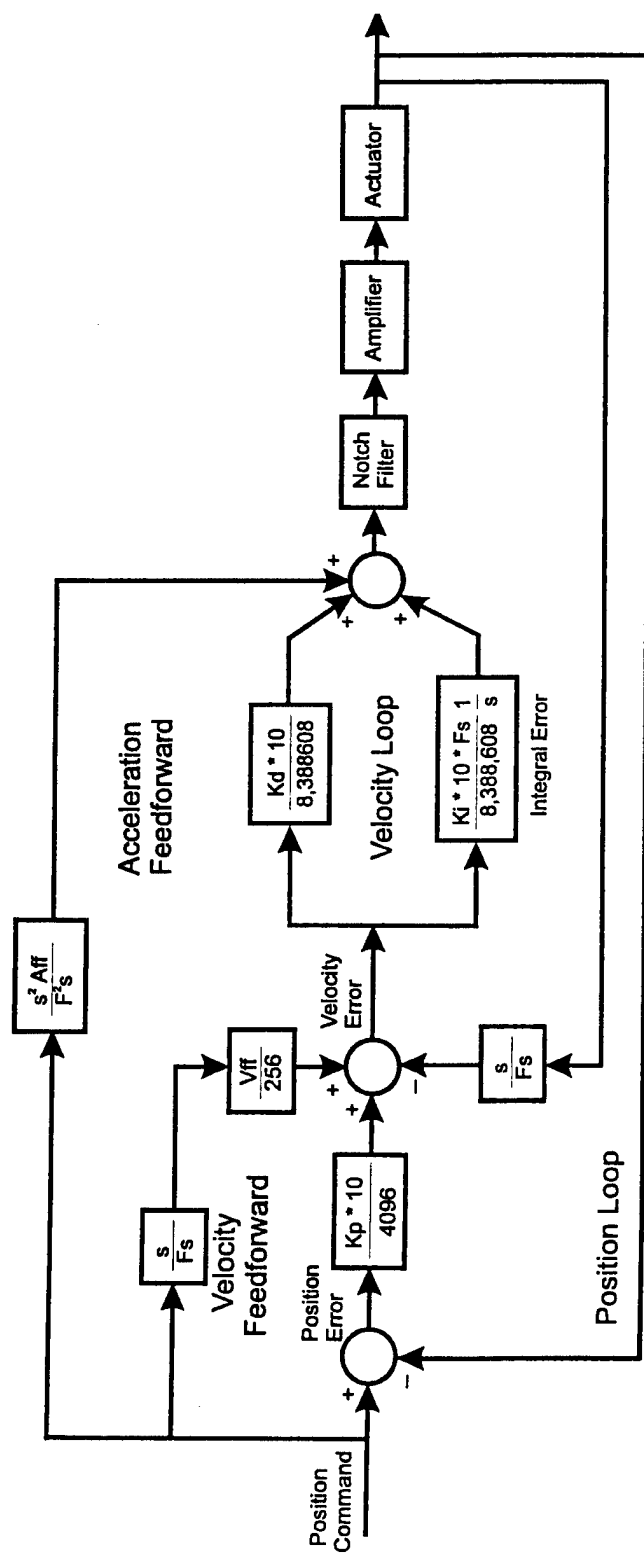 Position
Command
+
−
Position
Error
Kp * 10
4096
s
Fs
Velocity
Feedforward
Vff
256
+
+
−
s
Fs
Velocity
Error
s² Aff
F²s
Acceleration
Feedforward
Kd * 10
8,388608
Velocity Loop
Ki * 10 * Fs 1
8,388,608 s
Integral Error
+
+
+
Notch
Filter
Amplifier
Actuator
Position Loop